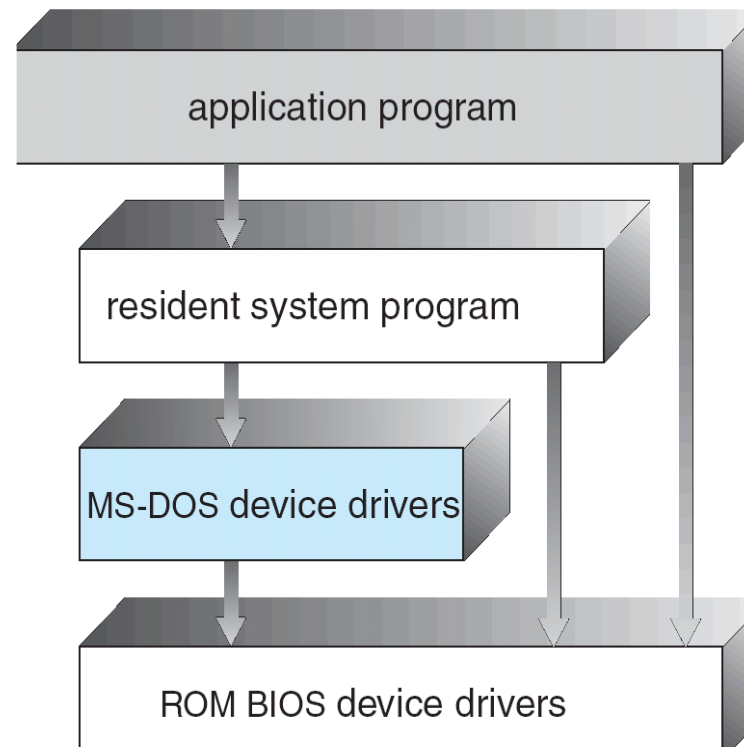 application program
resident system program
MS-DOS device drivers
ROM BIOS device drivers